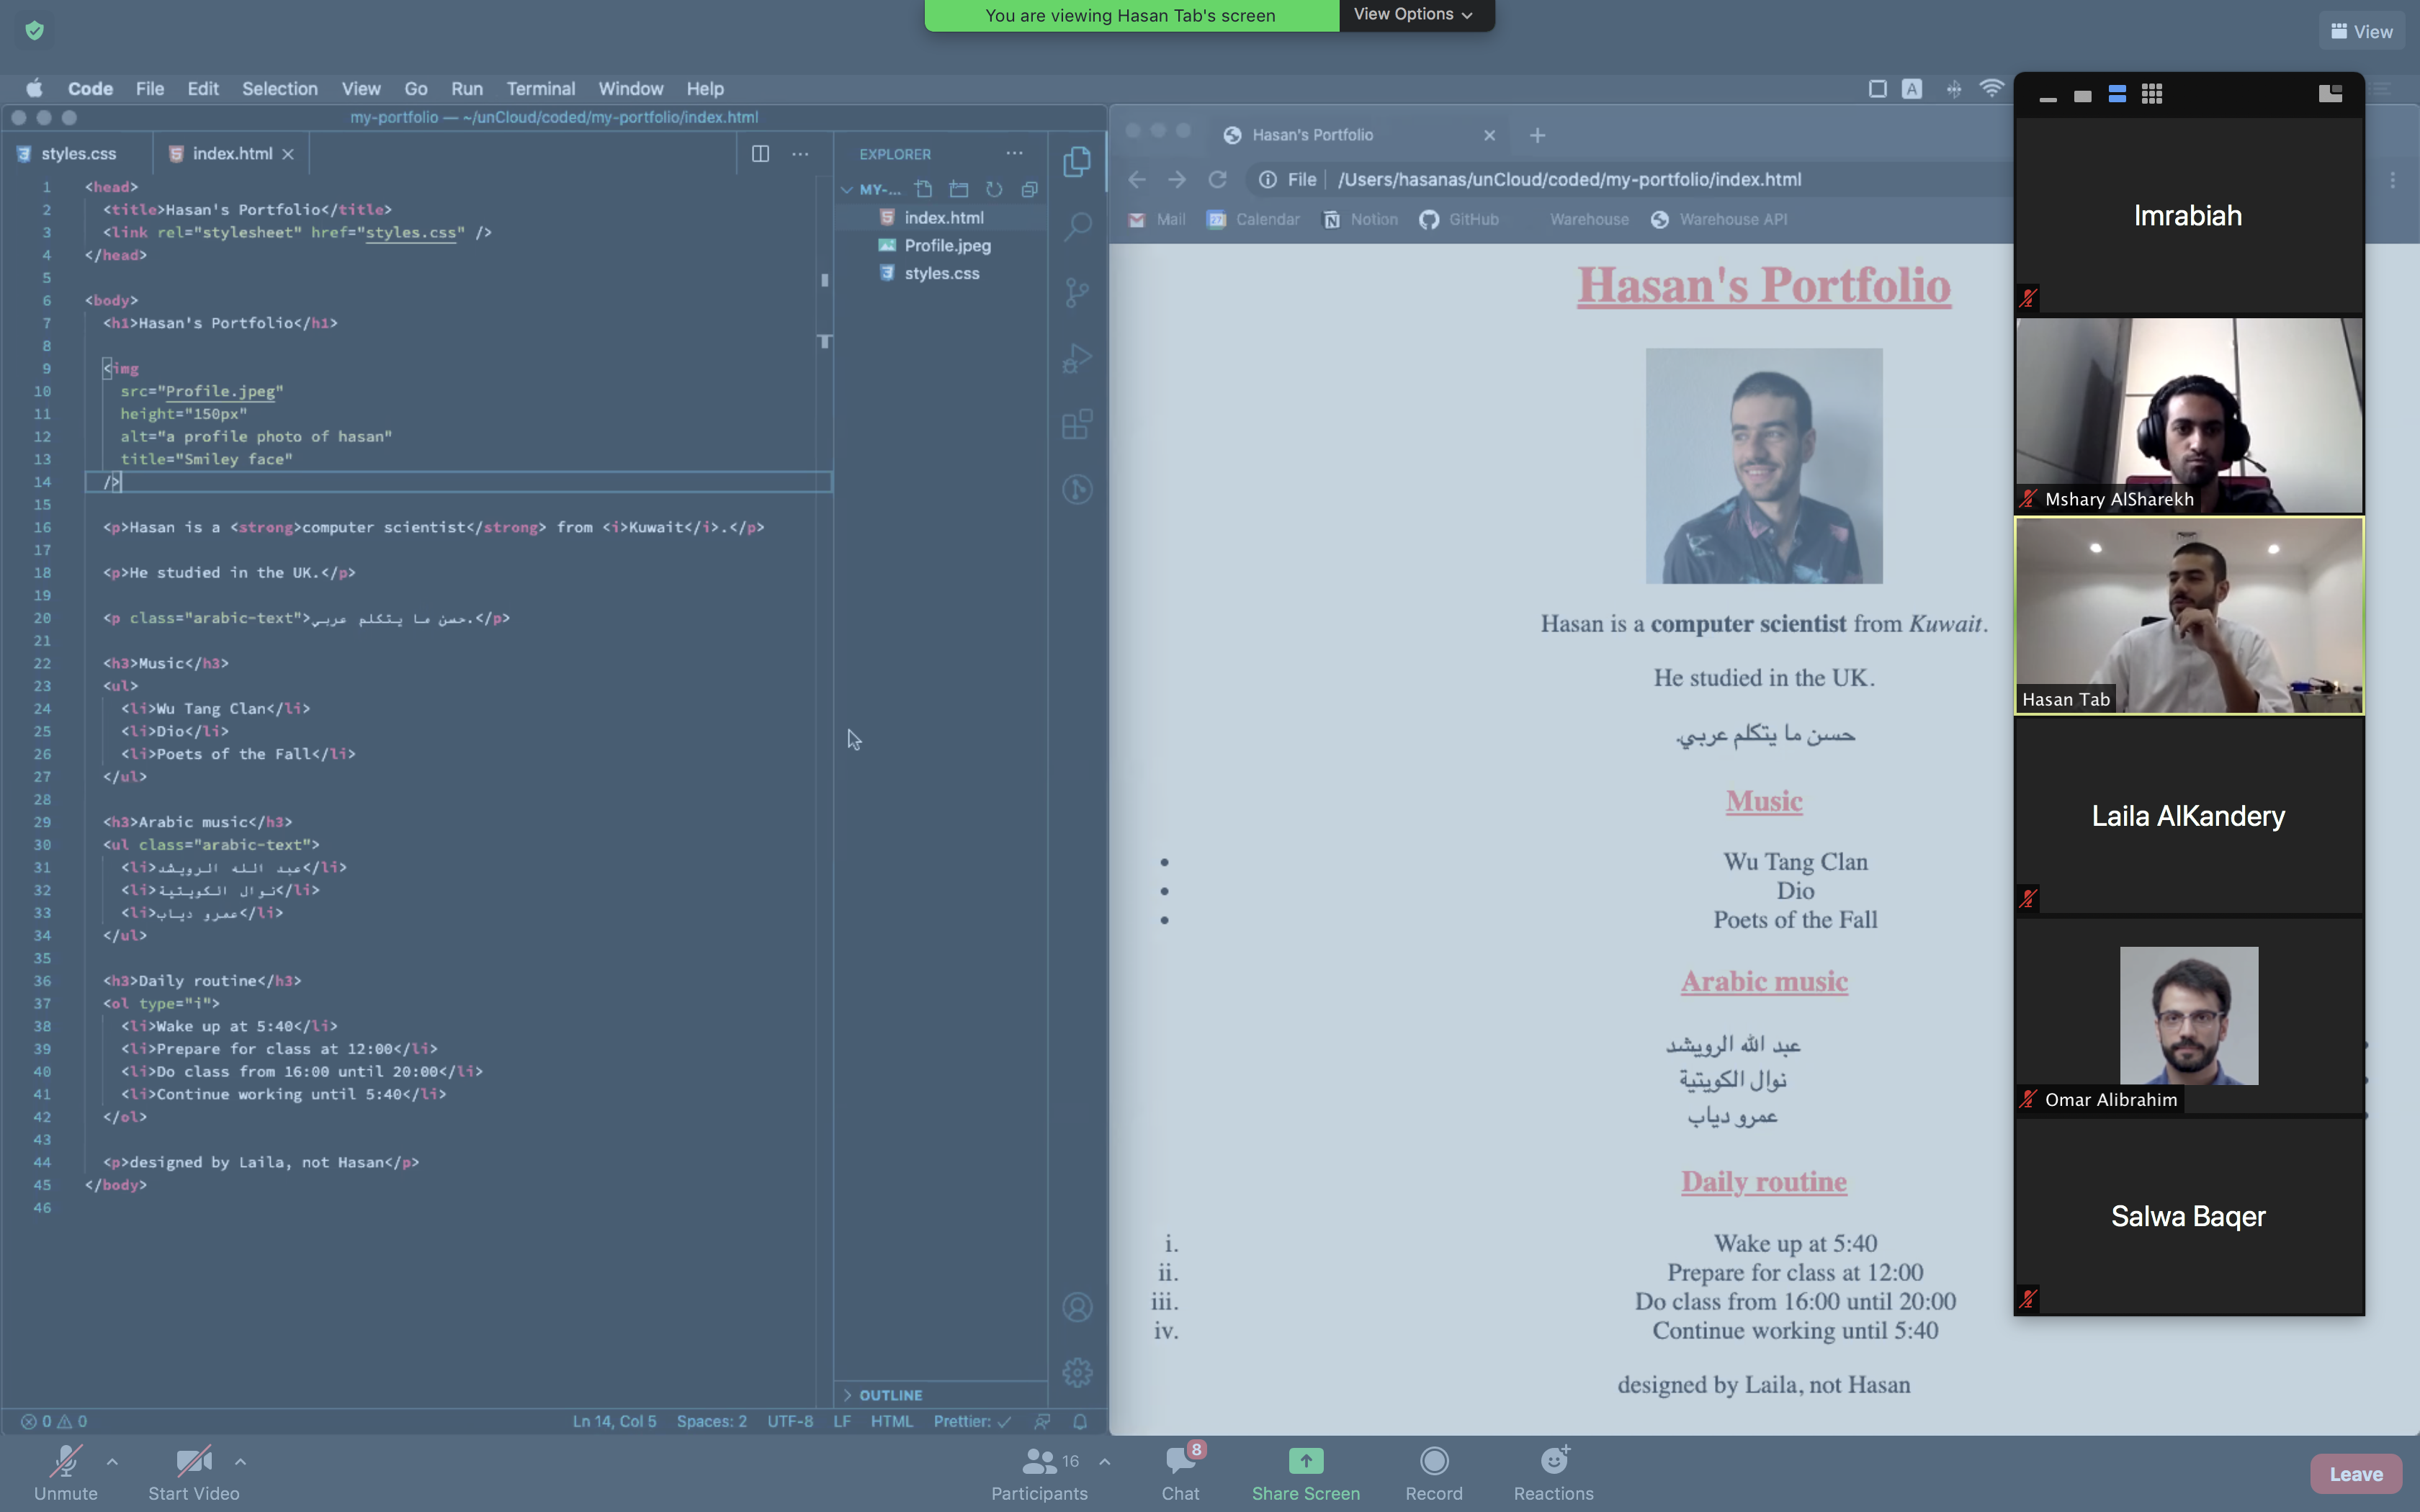 You are viewing Hasan Tab's screen
View Options
View
Code File Edit Selection View Go Run Terminal Window Help
A
my-portfolio — ~/unCloud/coded/my-portfolio/index.html
styles.css
index.html
1 <head>
2 <title>Hasan's Portfolio</title>
3 <link rel="stylesheet" href="styles.css" />
4 </head>
5
6 <body>
7 <h1>Hasan's Portfolio</h1>
8
9 <img
10 src="Profile.jpeg"
11 height="150px"
12 alt="a profile photo of hasan"
13 title="Smiley face"
14 />
15
16 <p>Hasan is a <strong>computer scientist</strong> from <i>Kuwait</i>.</p>
17
18 <p>He studied in the UK.</p>
19
20 <p class="arabic-text">حسن ما يتكلم عربي.</p>
21
22 <h3>Music</h3>
23 <ul>
24 <li>Wu Tang Clan</li>
25 <li>Dio</li>
26 <li>Poets of the Fall</li>
27 </ul>
28
29 <h3>Arabic music</h3>
30 <ul class="arabic-text">
31 <li>عبد الله الرويشد</li>
32 <li>نوال الكويتية</li>
33 <li>عمرو دياب</li>
34 </ul>
35
36 <h3>Daily routine</h3>
37 <ol type="i">
38 <li>Wake up at 5:40</li>
39 <li>Prepare for class at 12:00</li>
40 <li>Do class from 16:00 until 20:00</li>
41 <li>Continue working until 5:40</li>
42 </ol>
43
44 <p>designed by Laila, not Hasan</p>
45 </body>
46
EXPLORER
MY-...
index.html
Profile.jpeg
styles.css
OUTLINE
0 0
Ln 14, Col 5 Spaces: 2 UTF-8 LF HTML Prettier: ✓
Hasan's Portfolio
File /Users/hasanas/unCloud/coded/my-portfolio/index.html
Mail Calendar Notion GitHub Warehouse Warehouse API
Hasan's Portfolio
Hasan is a computer scientist from Kuwait.
He studied in the UK.
حسن ما يتكلم عربي.
Music
• Wu Tang Clan
• Dio
• Poets of the Fall
Arabic music
عبد الله الرويشد
نوال الكويتية
عمرو دياب
Daily routine
i. Wake up at 5:40
ii. Prepare for class at 12:00
iii. Do class from 16:00 until 20:00
iv. Continue working until 5:40
designed by Laila, not Hasan
Imrabiah
Mshary AlSharekh
Hasan Tab
Laila AlKandery
Omar Alibrahim
Salwa Baqer
Unmute
Start Video
16
Participants
8
Chat
Share Screen
Record
Reactions
Leave